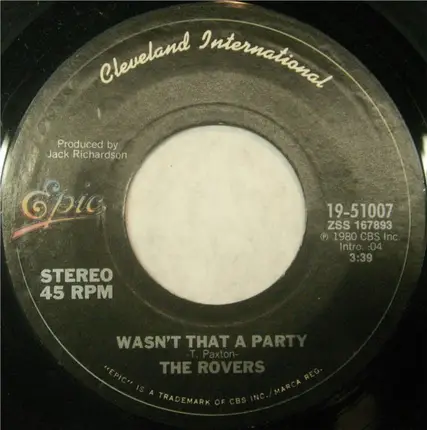 Cleveland International
Produced by
Jack Richardson
Epic
19-51007
ZSS 167893
℗ 1980 CBS Inc.
Intro. :04
3:39
STEREO
45 RPM
WASN'T THAT A PARTY
-T. Paxton-
THE ROVERS
"EPIC" IS A TRADEMARK OF CBS INC./MARCA REG.